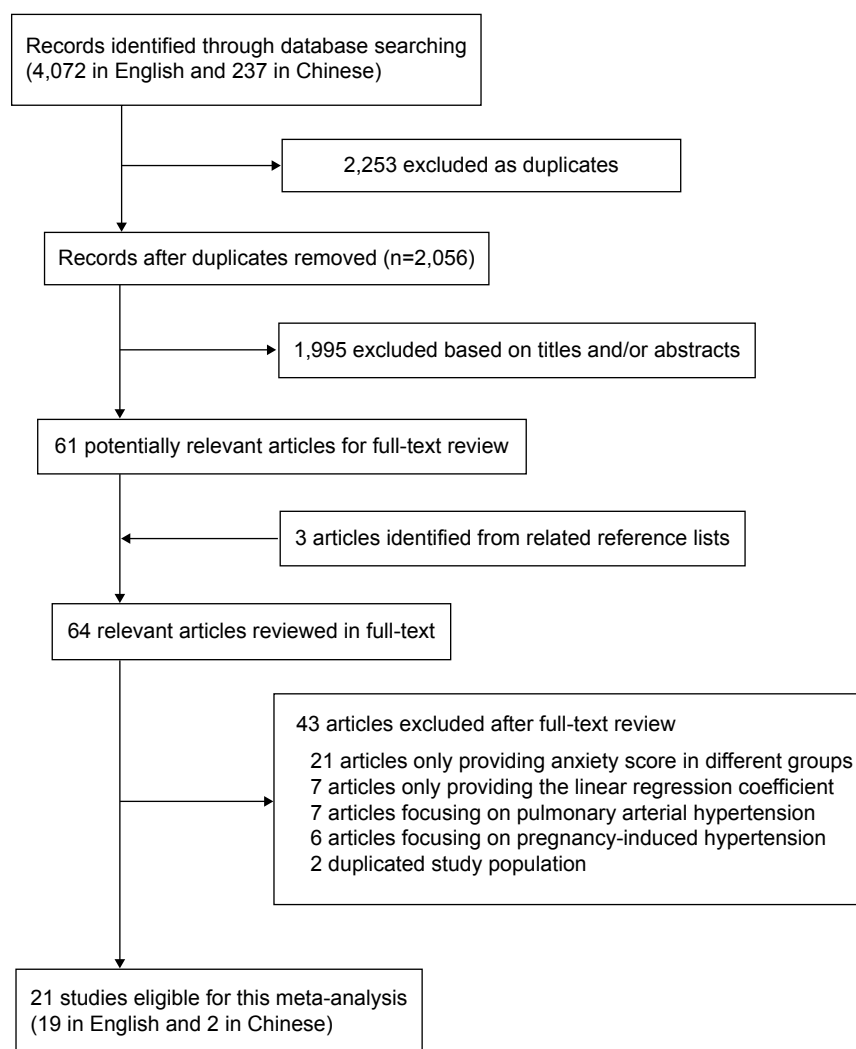 Records identified through database searching
(4,072 in English and 237 in Chinese)
2,253 excluded as duplicates
Records after duplicates removed (n=2,056)
1,995 excluded based on titles and/or abstracts
61 potentially relevant articles for full-text review
3 articles identified from related reference lists
64 relevant articles reviewed in full-text
43 articles excluded after full-text review
21 articles only providing anxiety score in different groups
7 articles only providing the linear regression coefficient
7 articles focusing on pulmonary arterial hypertension
6 articles focusing on pregnancy-induced hypertension
2 duplicated study population
21 studies eligible for this meta-analysis
(19 in English and 2 in Chinese)